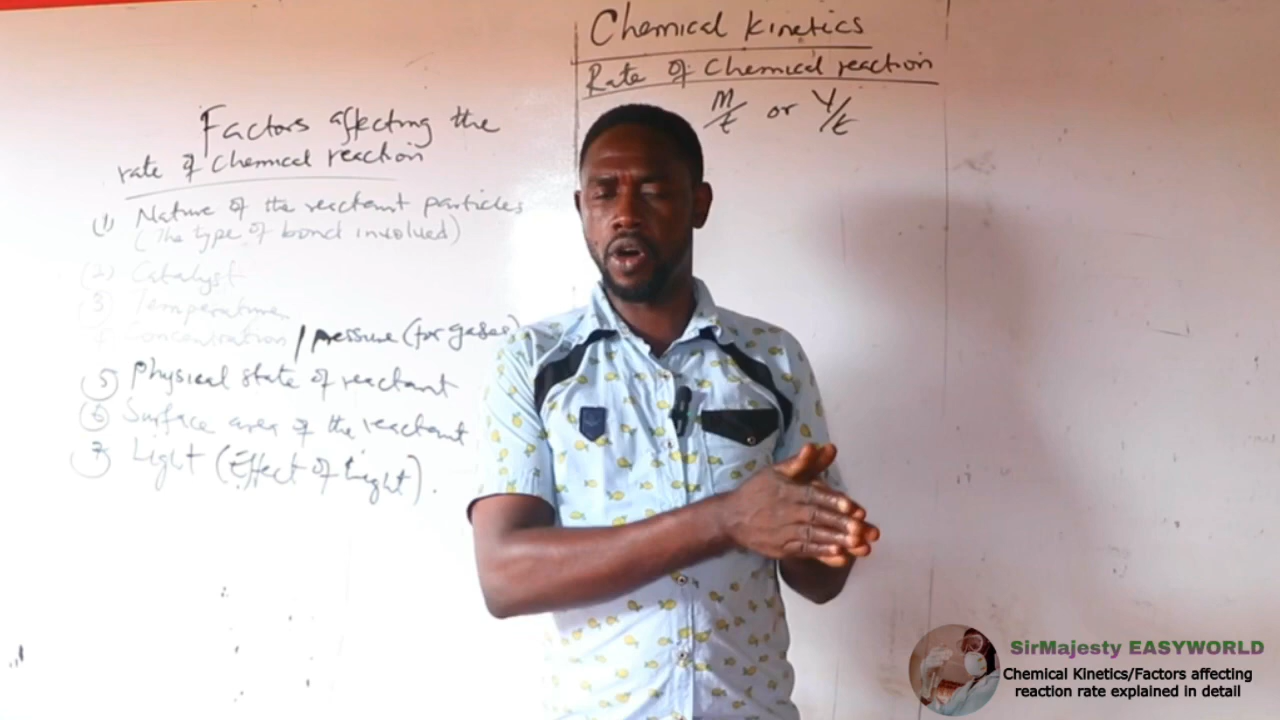 Chemical kinetics
Rate of Chemical reaction
M/t or V/t
Factors affecting the
rate of Chemical reaction
(1) Nature of the reactant particles
(The type of bond involved)
(2) Catalyst
(3) Temperature
Concentration / pressure (for gases)
(5) Physical state of reactant
(6) Surface area of the reactant
(7) Light (Effect of Light).
SirMajesty EASYWORLD
Chemical Kinetics/Factors affecting
reaction rate explained in detail